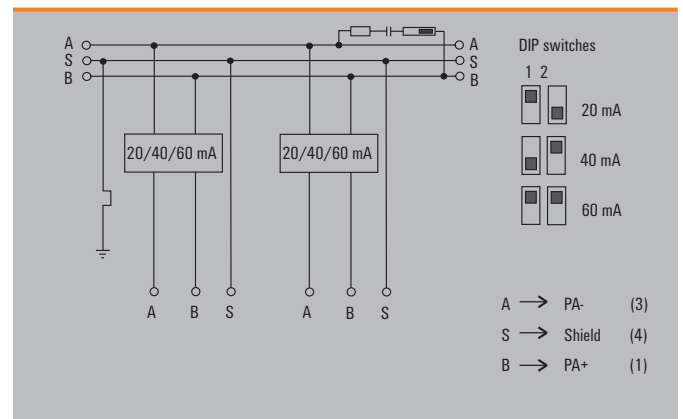 A A
S S
B B
20/40/60 mA 20/40/60 mA
A B S A B S
DIP switches
1 2
20 mA
40 mA
60 mA
A → PA- (3)
S → Shield (4)
B → PA+ (1)